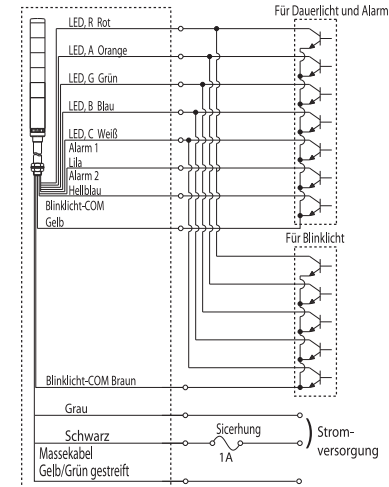 Für Dauerlicht und Alarm
LED, R Rot
LED, A Orange
LED, G Grün
LED, B Blau
LED, C Weiß
Alarm 1
Lila
Alarm 2
Hellblau
Blinklicht-COM
Gelb
Für Blinklicht
Blinklicht-COM Braun
Grau
Schwarz
Sicerhung
1A
Strom-
versorgung
Massekabel
Gelb/Grün gestreift